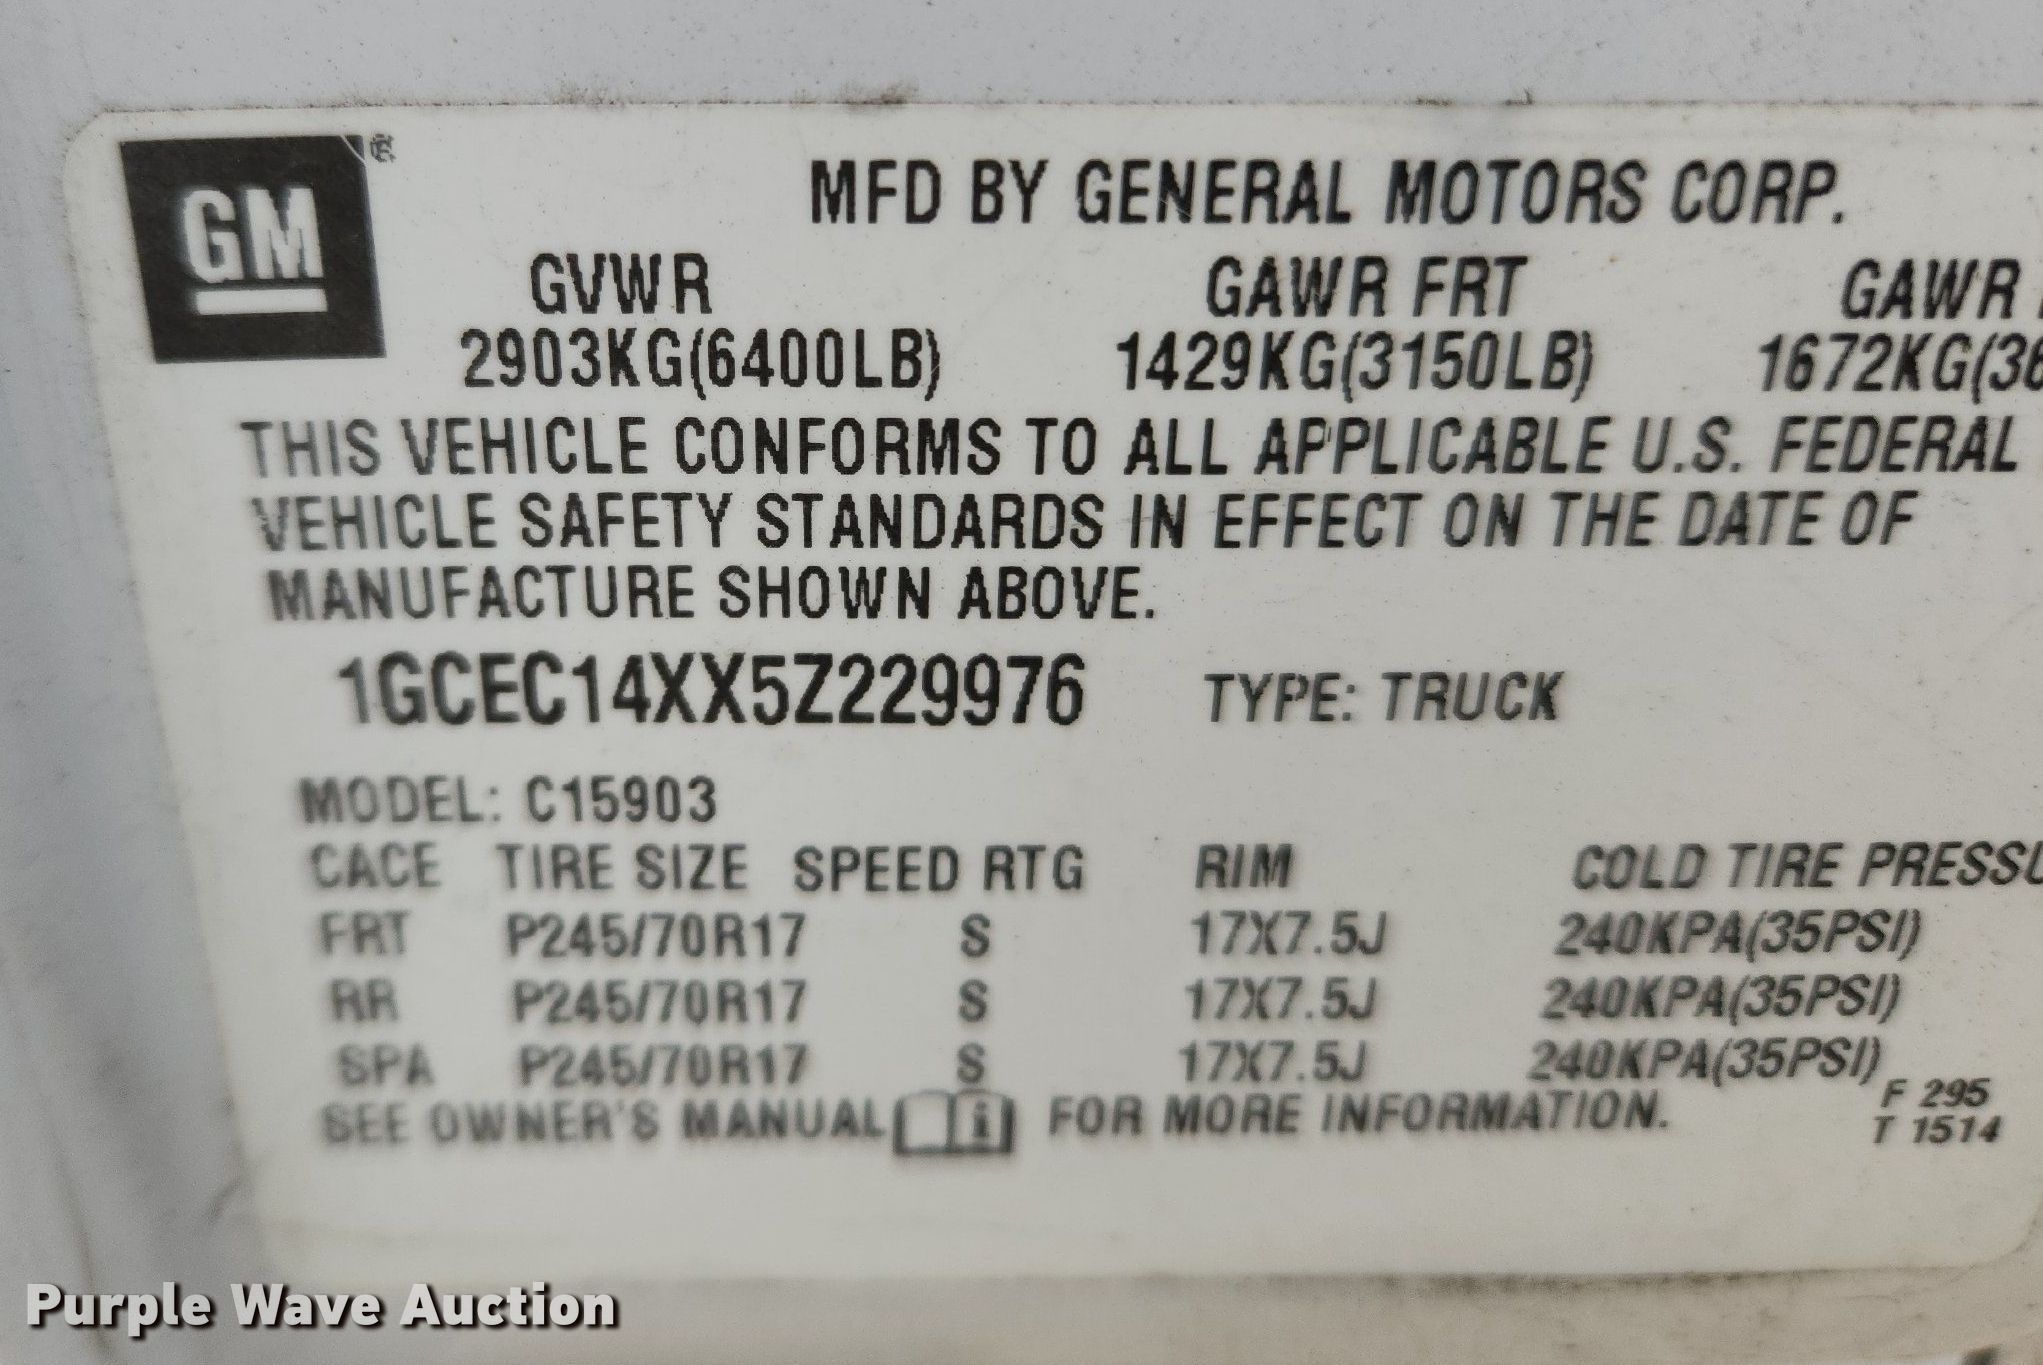 GM®
MFD BY GENERAL MOTORS CORP.
GVWR GAWR FRT GAWR
2903KG(6400LB) 1429KG(3150LB) 1672KG(36
THIS VEHICLE CONFORMS TO ALL APPLICABLE U.S. FEDERAL
VEHICLE SAFETY STANDARDS IN EFFECT ON THE DATE OF
MANUFACTURE SHOWN ABOVE.
1GCEC14XX5Z229976 TYPE: TRUCK
MODEL: C15903
CACE TIRE SIZE SPEED RTG RIM COLD TIRE PRESSU
FRT P245/70R17 S 17X7.5J 240KPA(35PSI)
RR P245/70R17 S 17X7.5J 240KPA(35PSI)
SPA P245/70R17 S 17X7.5J 240KPA(35PSI)
SEE OWNER'S MANUAL i FOR MORE INFORMATION.
F 295
T 1514
Purple Wave Auction